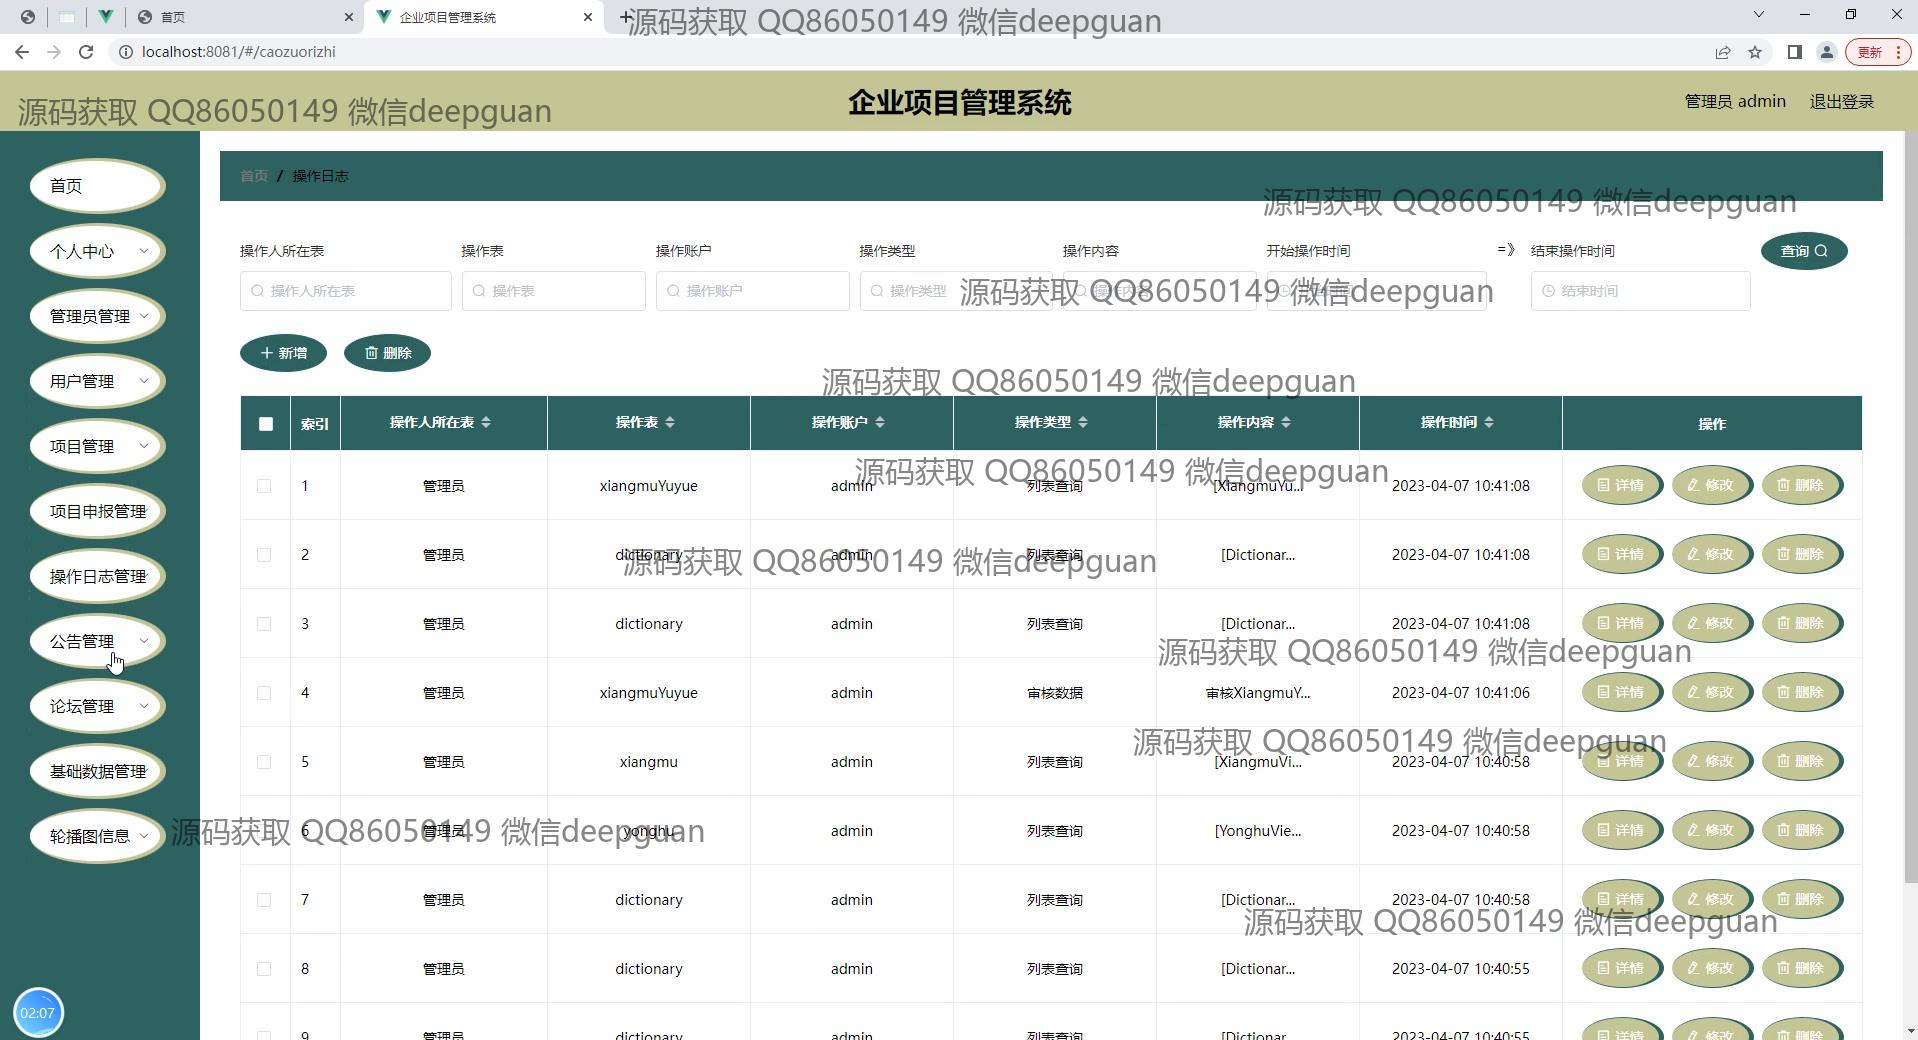 首页
企业项目管理系统
源码获取 QQ86050149 微信deepguan
localhost:8081/#/caozuorizhi
更新
源码获取 QQ86050149 微信deepguan
企业项目管理系统
管理员 admin
退出登录
首页
个人中心
管理员管理
用户管理
项目管理
项目申报管理
操作日志管理
公告管理
论坛管理
基础数据管理
轮播图信息
02:07
首页 / 操作日志
源码获取 QQ86050149 微信deepguan
操作人所在表 操作表 操作账户 操作类型 操作内容 开始操作时间 =》 结束操作时间 查询
操作人所在表 操作表 操作账户 操作类型 结束时间
源码获取 QQ86050149 微信deepguan
新增 删除
源码获取 QQ86050149 微信deepguan
索引 操作人所在表 操作表 操作账户 操作类型 操作内容 操作时间 操作
源码获取 QQ86050149 微信deepguan
1 管理员 xiangmuYuyue admin 列表查询 [XiangmuYu... 2023-04-07 10:41:08 详情 修改 删除
2 管理员 dictionary admin 列表查询 [Dictionar... 2023-04-07 10:41:08 详情 修改 删除
源码获取 QQ86050149 微信deepguan
3 管理员 dictionary admin 列表查询 [Dictionar... 2023-04-07 10:41:08 详情 修改 删除
源码获取 QQ86050149 微信deepguan
4 管理员 xiangmuYuyue admin 审核数据 审核XiangmuY... 2023-04-07 10:41:06 详情 修改 删除
源码获取 QQ86050149 微信deepguan
5 管理员 xiangmu admin 列表查询 [XiangmuVi... 2023-04-07 10:40:58 详情 修改 删除
6 管理员 yonghu admin 列表查询 [YonghuVie... 2023-04-07 10:40:58 详情 修改 删除
源码获取 QQ86050149 微信deepguan
7 管理员 dictionary admin 列表查询 [Dictionar... 2023-04-07 10:40:58 详情 修改 删除
源码获取 QQ86050149 微信deepguan
8 管理员 dictionary admin 列表查询 [Dictionar... 2023-04-07 10:40:55 详情 修改 删除
9 管理员 dictionary admin 列表查询 [Dictionar... 2023-04-07 10:40:55 详情 修改 删除